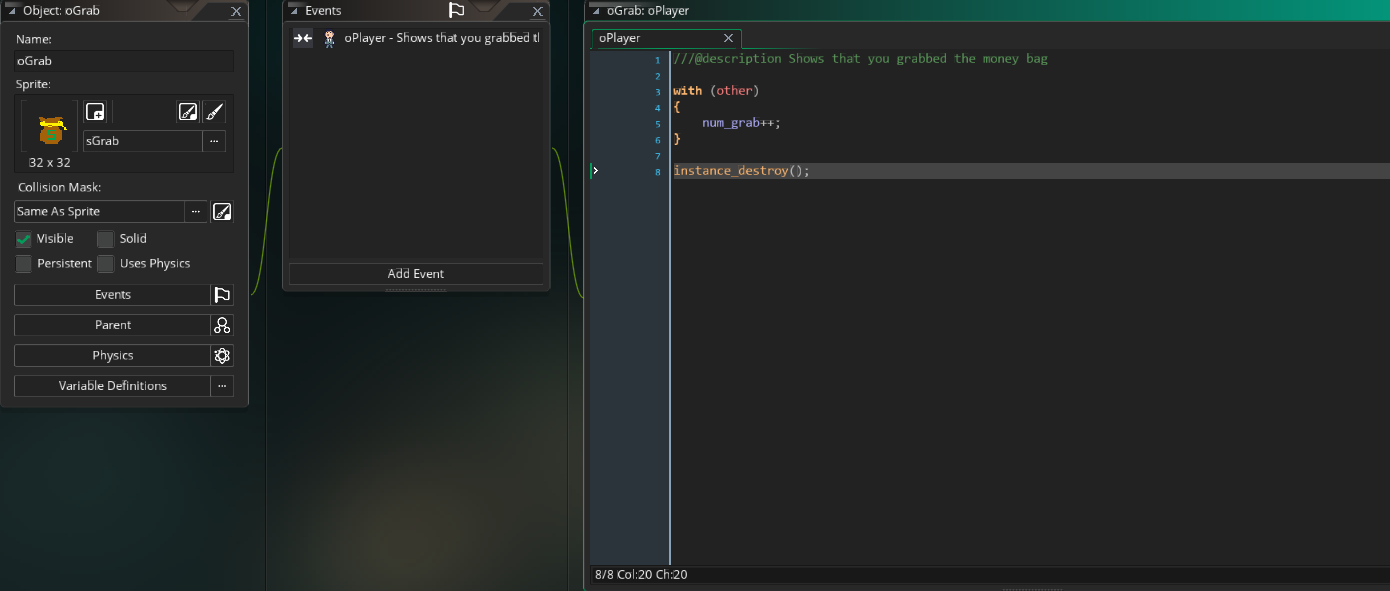 Object: oGrab
Name:
oGrab
Sprite:
sGrab
...
32 x 32
Collision Mask:
Same As Sprite
...
Visible
Solid
Persistent
Uses Physics
Events
Parent
Physics
Variable Definitions
...
Events
oPlayer - Shows that you grabbed tl
Add Event
oGrab: oPlayer
oPlayer
1 ///@description Shows that you grabbed the money bag
2
3 with (other)
4 {
5 num_grab++;
6 }
7
8 instance_destroy();
8/8 Col:20 Ch:20